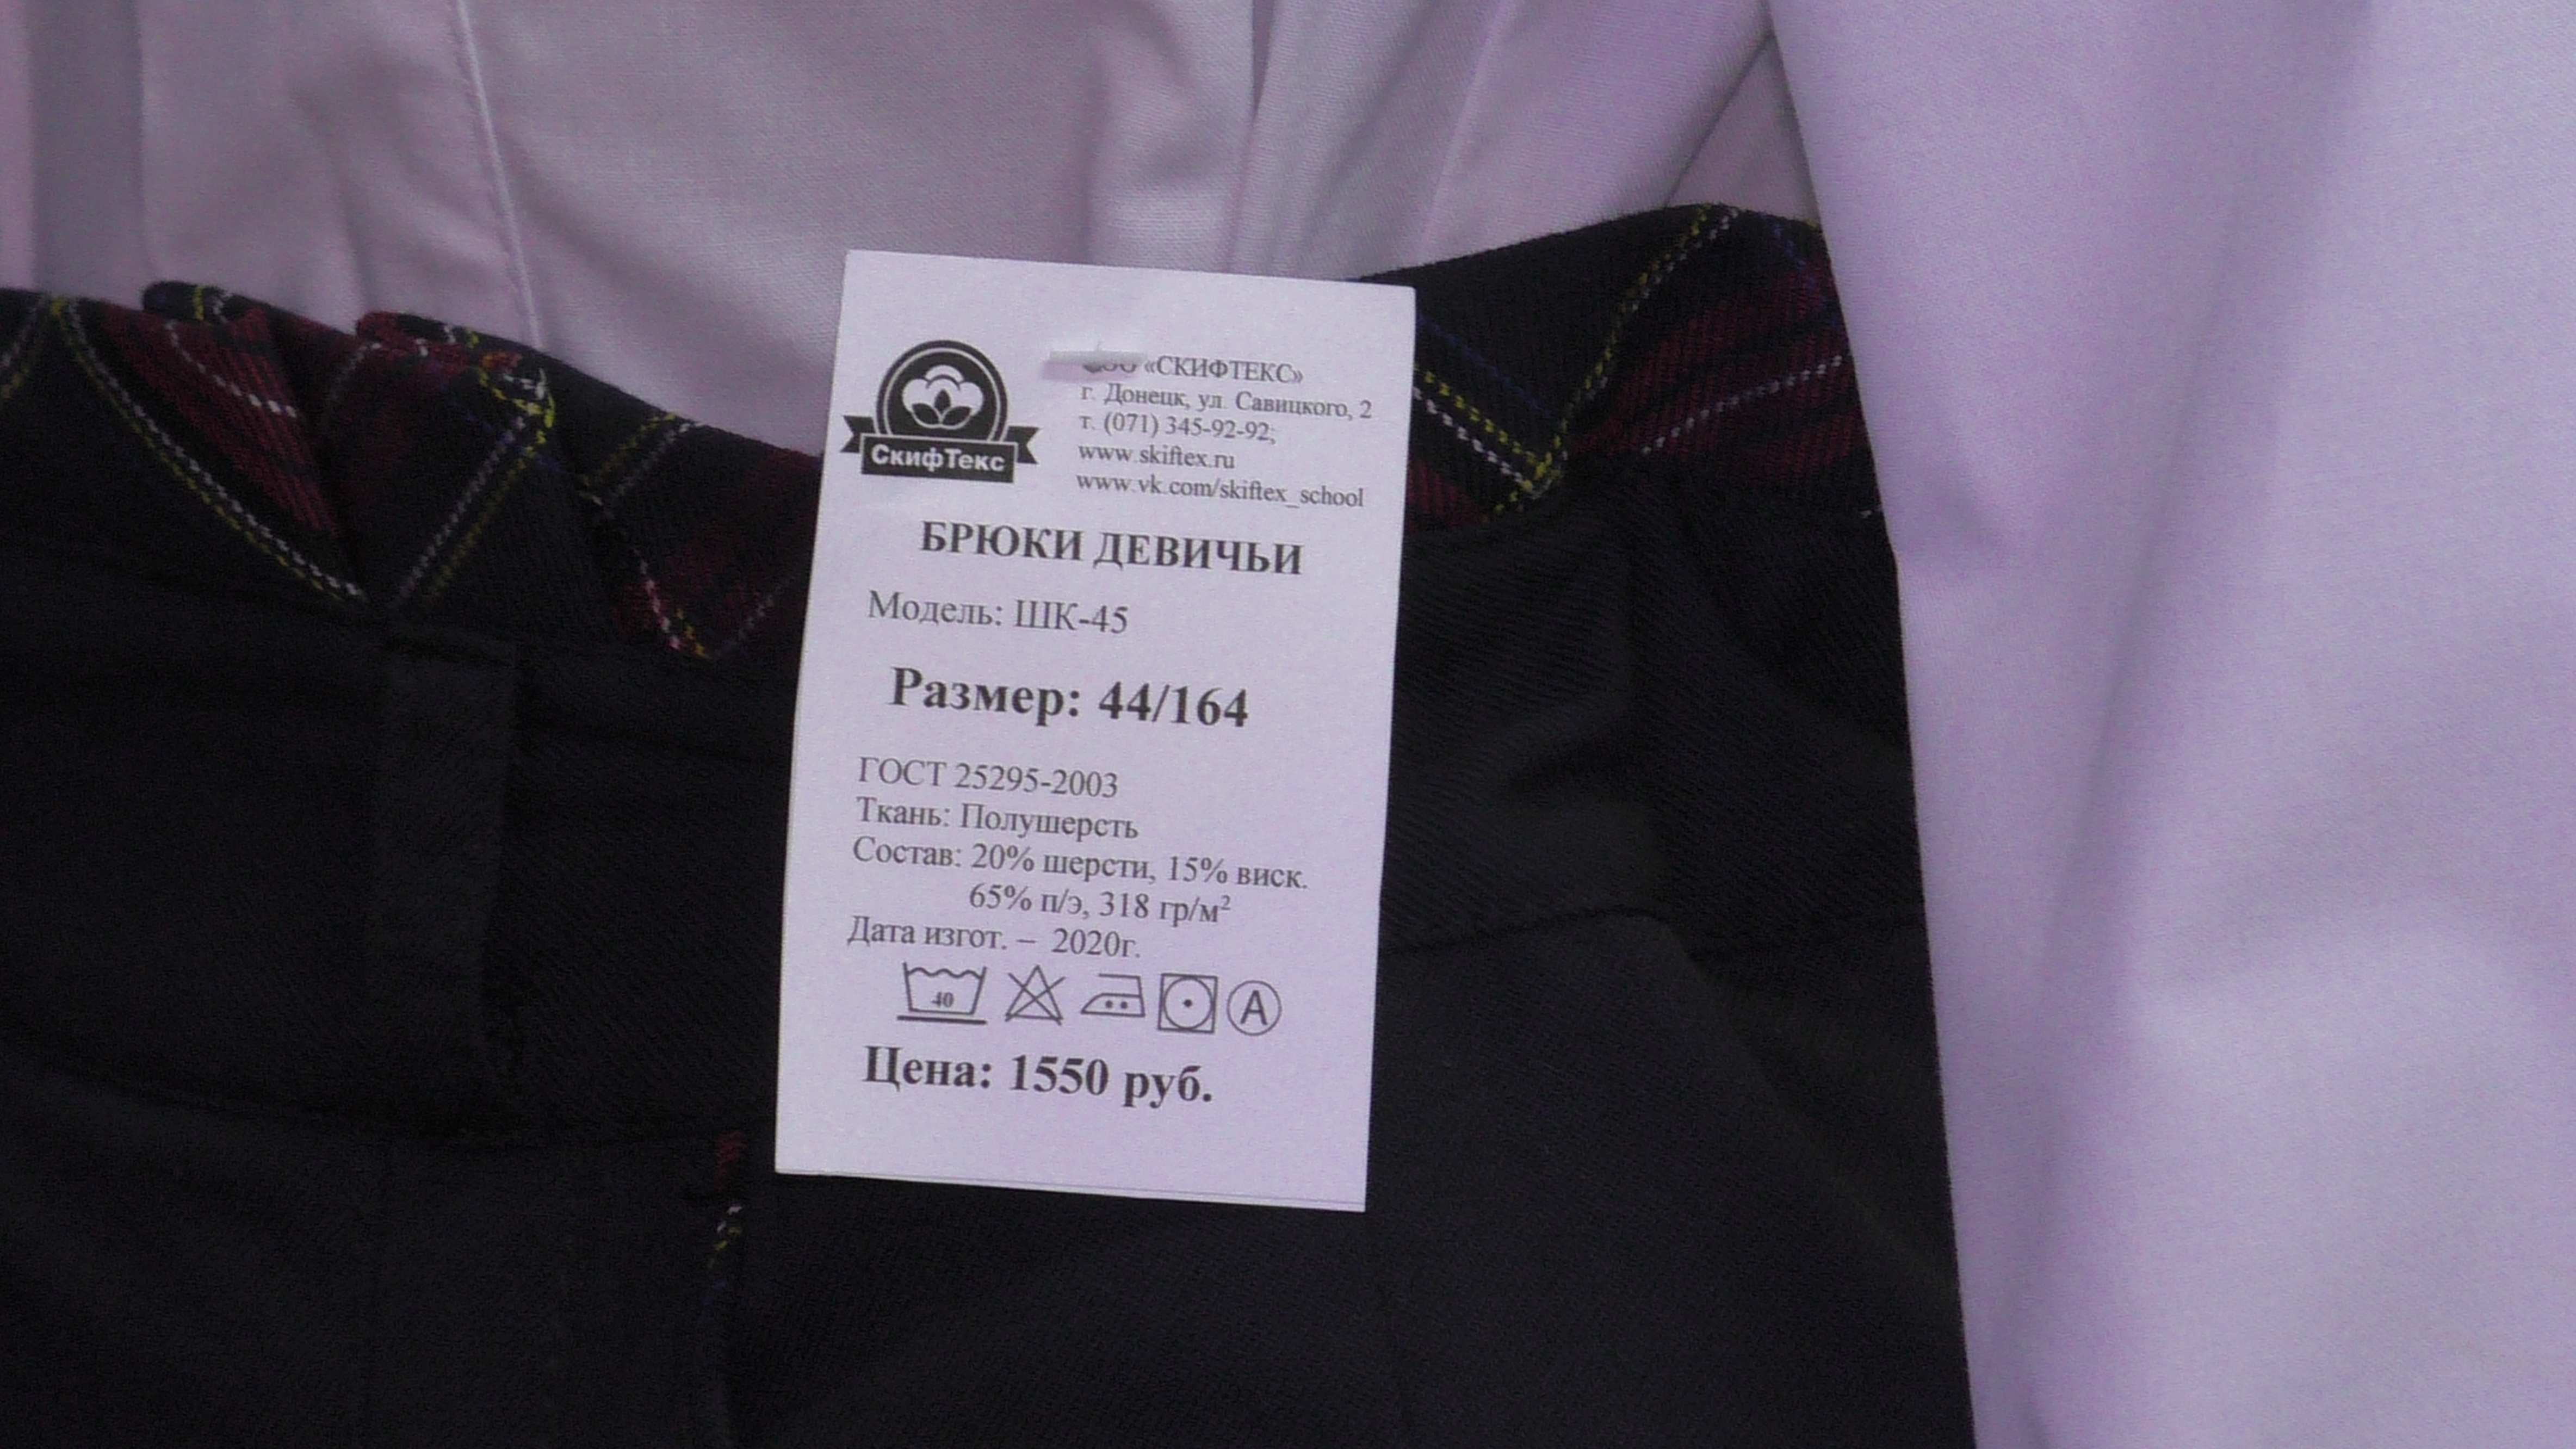 СкифТекс
ООО «СКИФТЕКС»
г. Донецк, ул. Савицкого, 2
т. (071) 345-92-92;
www.skiftex.ru
www.vk.com/skiftex_school
БРЮКИ ДЕВИЧЬИ
Модель: ШК-45
Размер: 44/164
ГОСТ 25295-2003
Ткань: Полушерсть
Состав: 20% шерсти, 15% виск.
65% п/э, 318 гр/м²
Дата изгот. – 2020г.
40 A
Цена: 1550 руб.